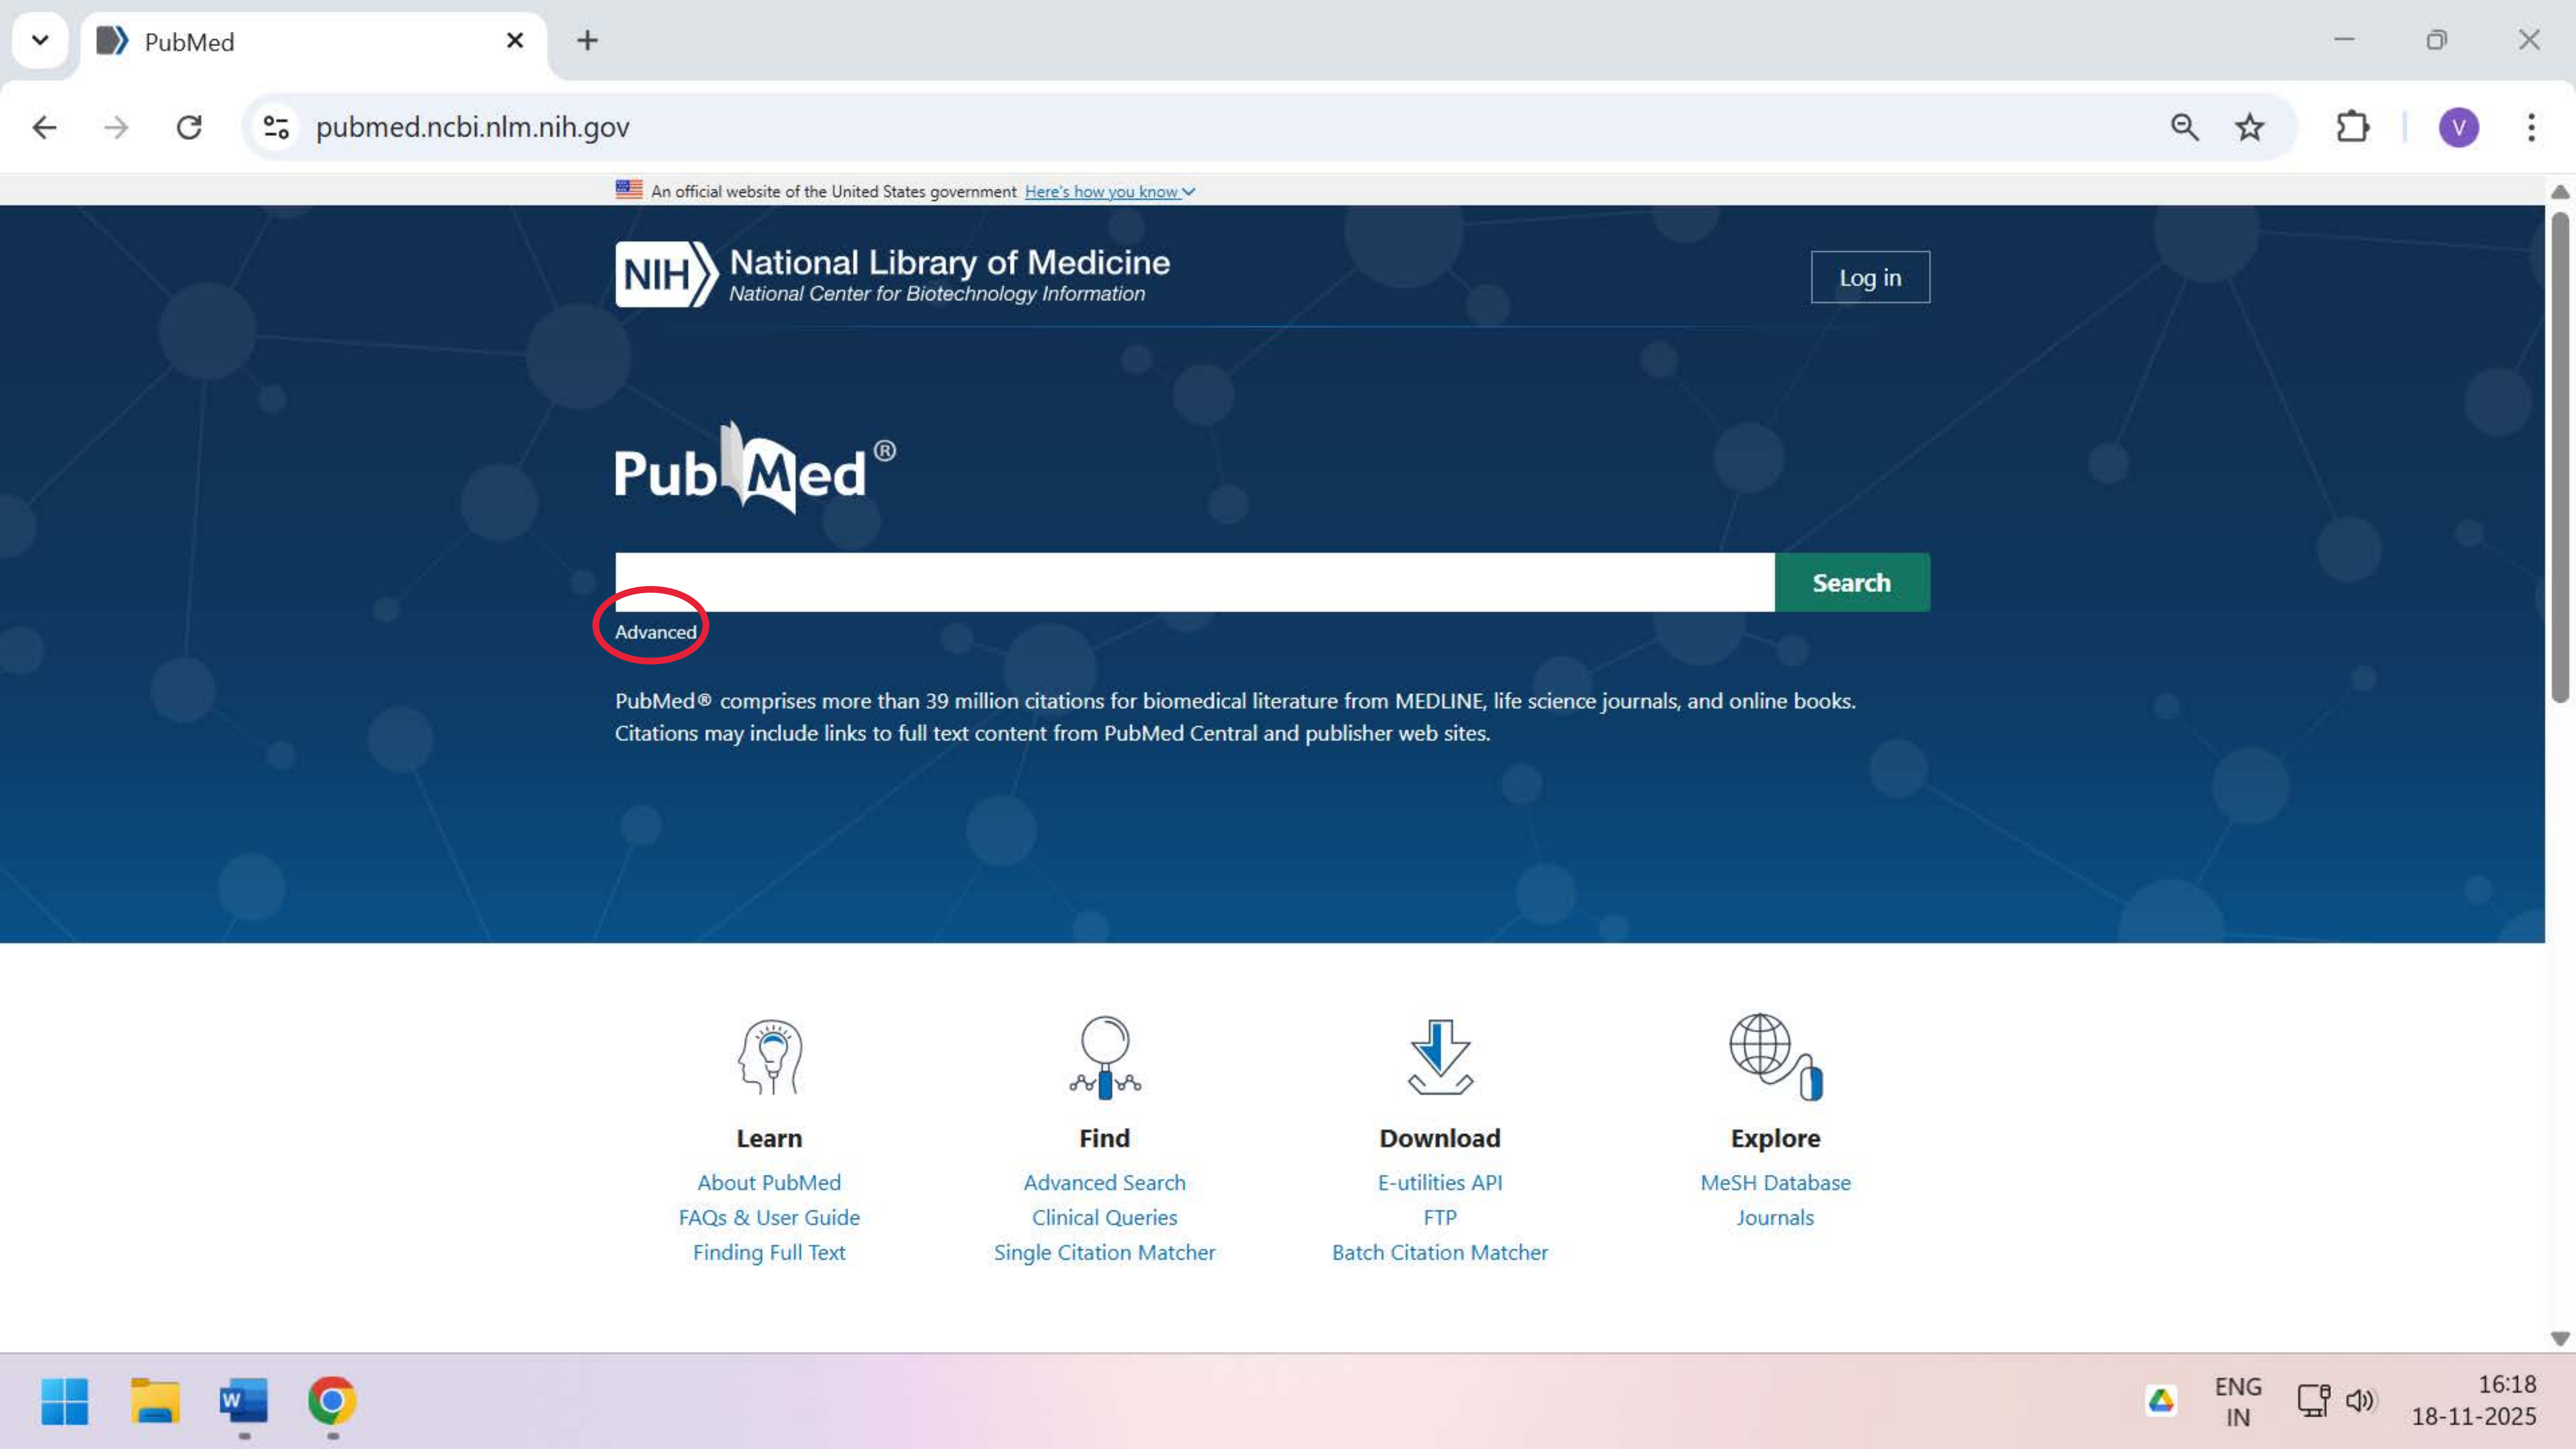 PubMed
pubmed.ncbi.nlm.nih.gov
V
An official website of the United States government Here's how you know
NIH National Library of Medicine
National Center for Biotechnology Information
Log in
PubMed®
Search
Advanced
PubMed® comprises more than 39 million citations for biomedical literature from MEDLINE, life science journals, and online books.
Citations may include links to full text content from PubMed Central and publisher web sites.
Learn
About PubMed
FAQs & User Guide
Finding Full Text
Find
Advanced Search
Clinical Queries
Single Citation Matcher
Download
E-utilities API
FTP
Batch Citation Matcher
Explore
MeSH Database
Journals
W
ENG
IN
16:18
18-11-2025